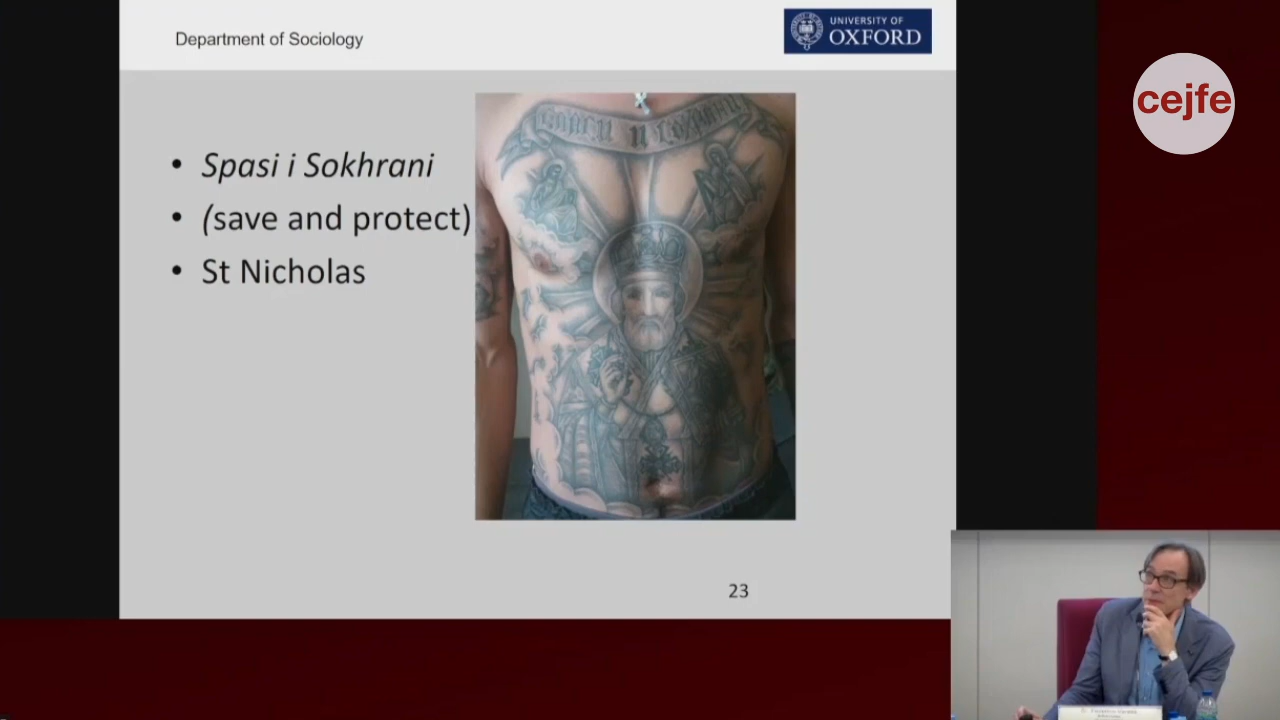 Department of Sociology
UNIVERSITY OF
OXFORD
cejfe
• Spasi i Sokhrani
• (save and protect)
• St Nicholas
23